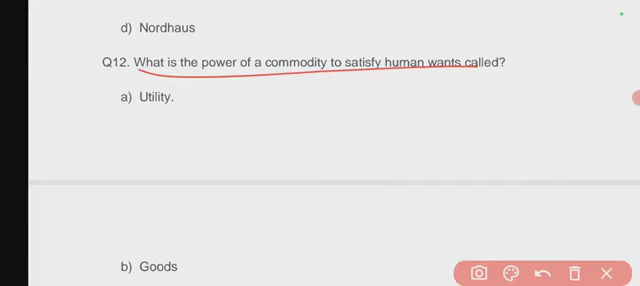 d) Nordhaus
Q12. What is the power of a commodity to satisfy human wants called?
a) Utility.
b) Goods